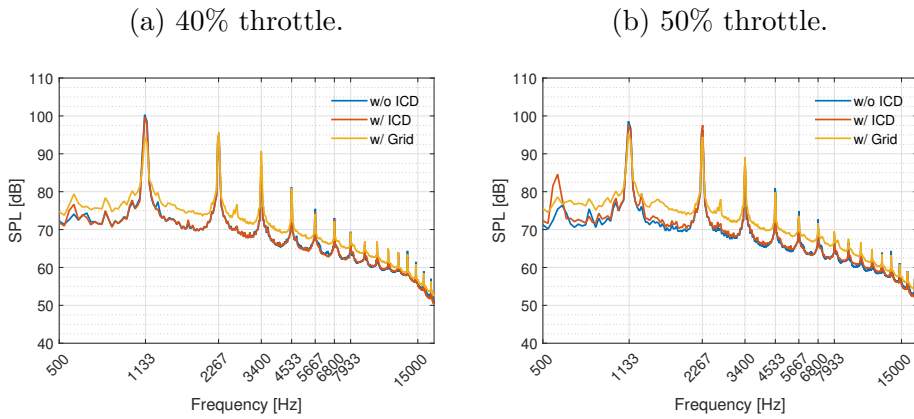 (a) 40% throttle.
(b) 50% throttle.
110
100
90
80
70
60
50
40
SPL [dB]
w/o ICD
w/ ICD
w/ Grid
500
1133
2267
3400
4533
5667
6800
7933
15000
Frequency [Hz]
110
100
90
80
70
60
50
40
SPL [dB]
w/o ICD
w/ ICD
w/ Grid
500
1133
2267
3400
4533
5667
6800
7933
15000
Frequency [Hz]